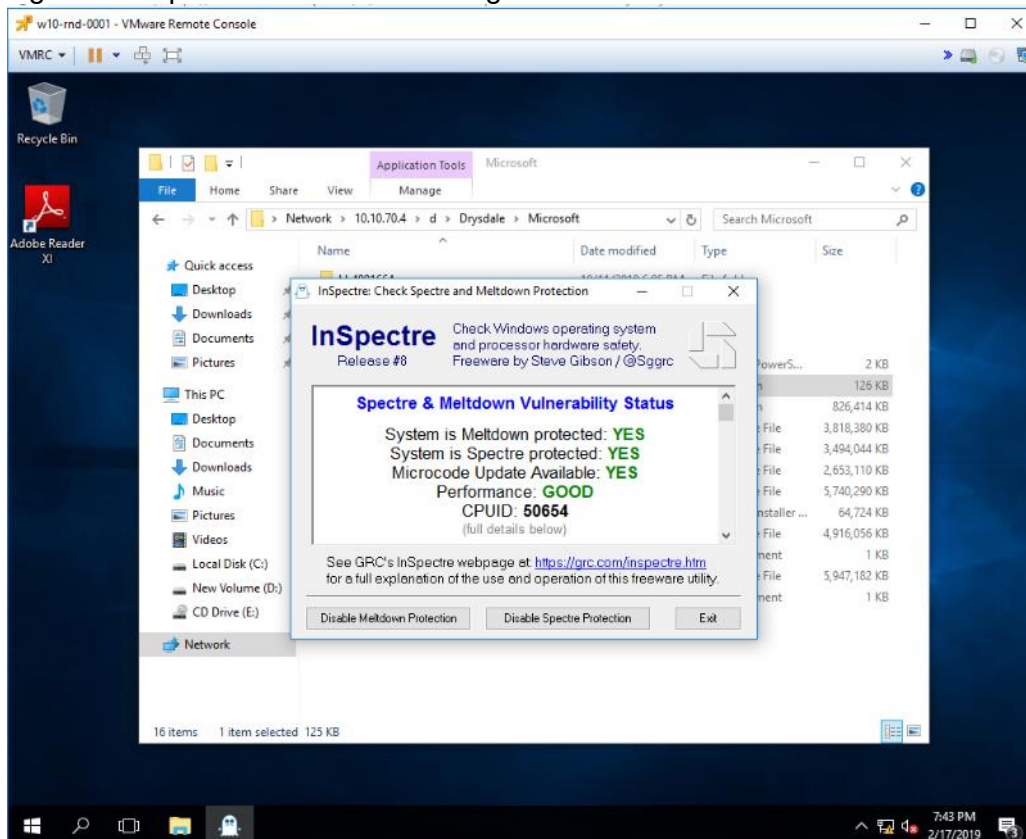 w10-rnd-0001 - VMware Remote Console
VMRC
Recycle Bin
Adobe Reader
XI
Application Tools Microsoft
File Home Share View Manage
Network > 10.10.70.4 > d > Drysdale > Microsoft
Search Microsoft
Name Date modified Type Size
Quick access
Desktop
Downloads
Documents
Pictures
This PC
Desktop
Documents
Downloads
Music
Pictures
Videos
Local Disk (C:)
New Volume (D:)
CD Drive (E:)
Network
InSpectre: Check Spectre and Meltdown Protection
InSpectre
Release #8
Check Windows operating system
and processor hardware safety.
Freeware by Steve Gibson / @Sggrc
Spectre & Meltdown Vulnerability Status
System is Meltdown protected: YES
System is Spectre protected: YES
Microcode Update Available: YES
Performance: GOOD
CPUID: 50654
(full details below)
See GRC's InSpectre webpage at https://grc.com/inspectre.htm
for a full explanation of the use and operation of this freeware utility.
Disable Meltdown Protection Disable Spectre Protection Exit
2 KB
126 KB
826,414 KB
File 3,818,380 KB
File 3,494,044 KB
File 2,653,110 KB
File 5,740,290 KB
64,724 KB
File 4,916,056 KB
1 KB
File 5,947,182 KB
1 KB
16 items 1 item selected 125 KB
7:43 PM
2/17/2019